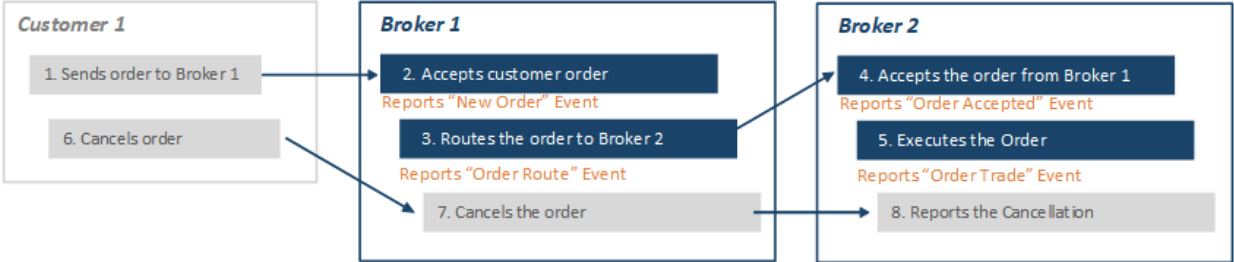 Customer 1
1. Sends order to Broker 1
6. Cancels order
Broker 1
2. Accepts customer order
Reports "New Order" Event
3. Routes the order to Broker 2
Reports "Order Route" Event
7. Cancels the order
Broker 2
4. Accepts the order from Broker 1
Reports "Order Accepted" Event
5. Executes the Order
Reports "Order Trade" Event
8. Reports the Cancellation